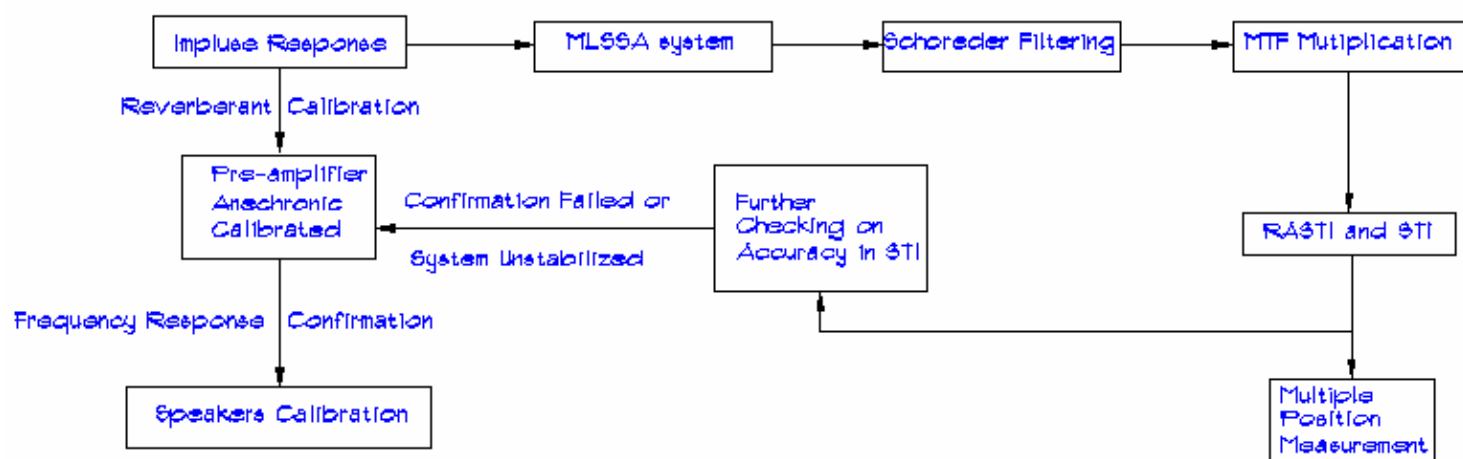 Impluse Response
MLSSA system
Schoreder Filtering
MTF Mutiplication
Reverberant Calibration
Pre-amplifier
Anechronic
Calibrated
Confirmation Failed or
System Unstabilized
Further
Checking on
Accuracy in STI
RASTI and STI
Frequency Response Confirmation
Speakers Calibration
Multiple
Position
Measurement